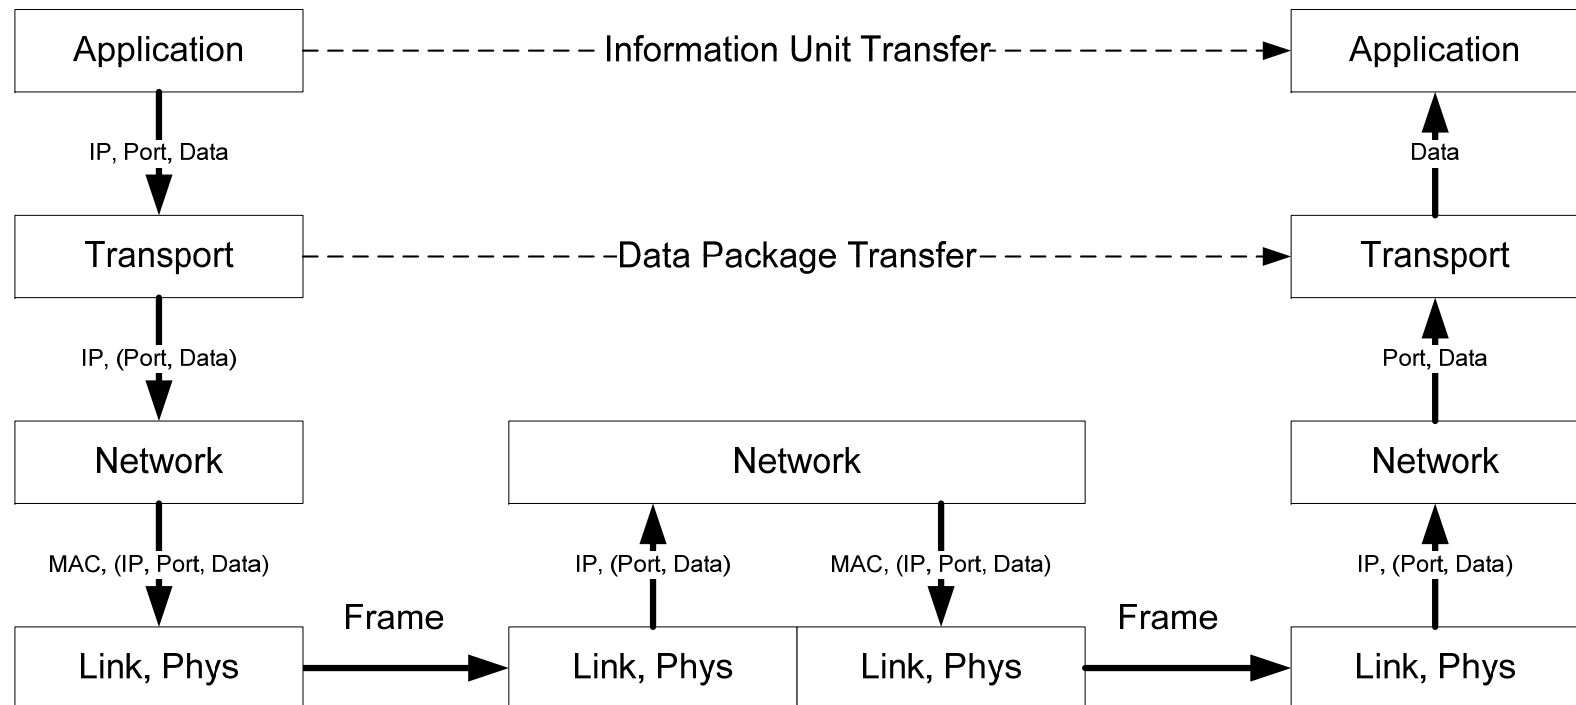 Application
Information Unit Transfer
Application
IP, Port, Data
Data
Transport
Data Package Transfer
Transport
IP, (Port, Data)
Port, Data
Network
Network
Network
MAC, (IP, Port, Data)
IP, (Port, Data)
MAC, (IP, Port, Data)
IP, (Port, Data)
Frame
Frame
Link, Phys
Link, Phys
Link, Phys
Link, Phys